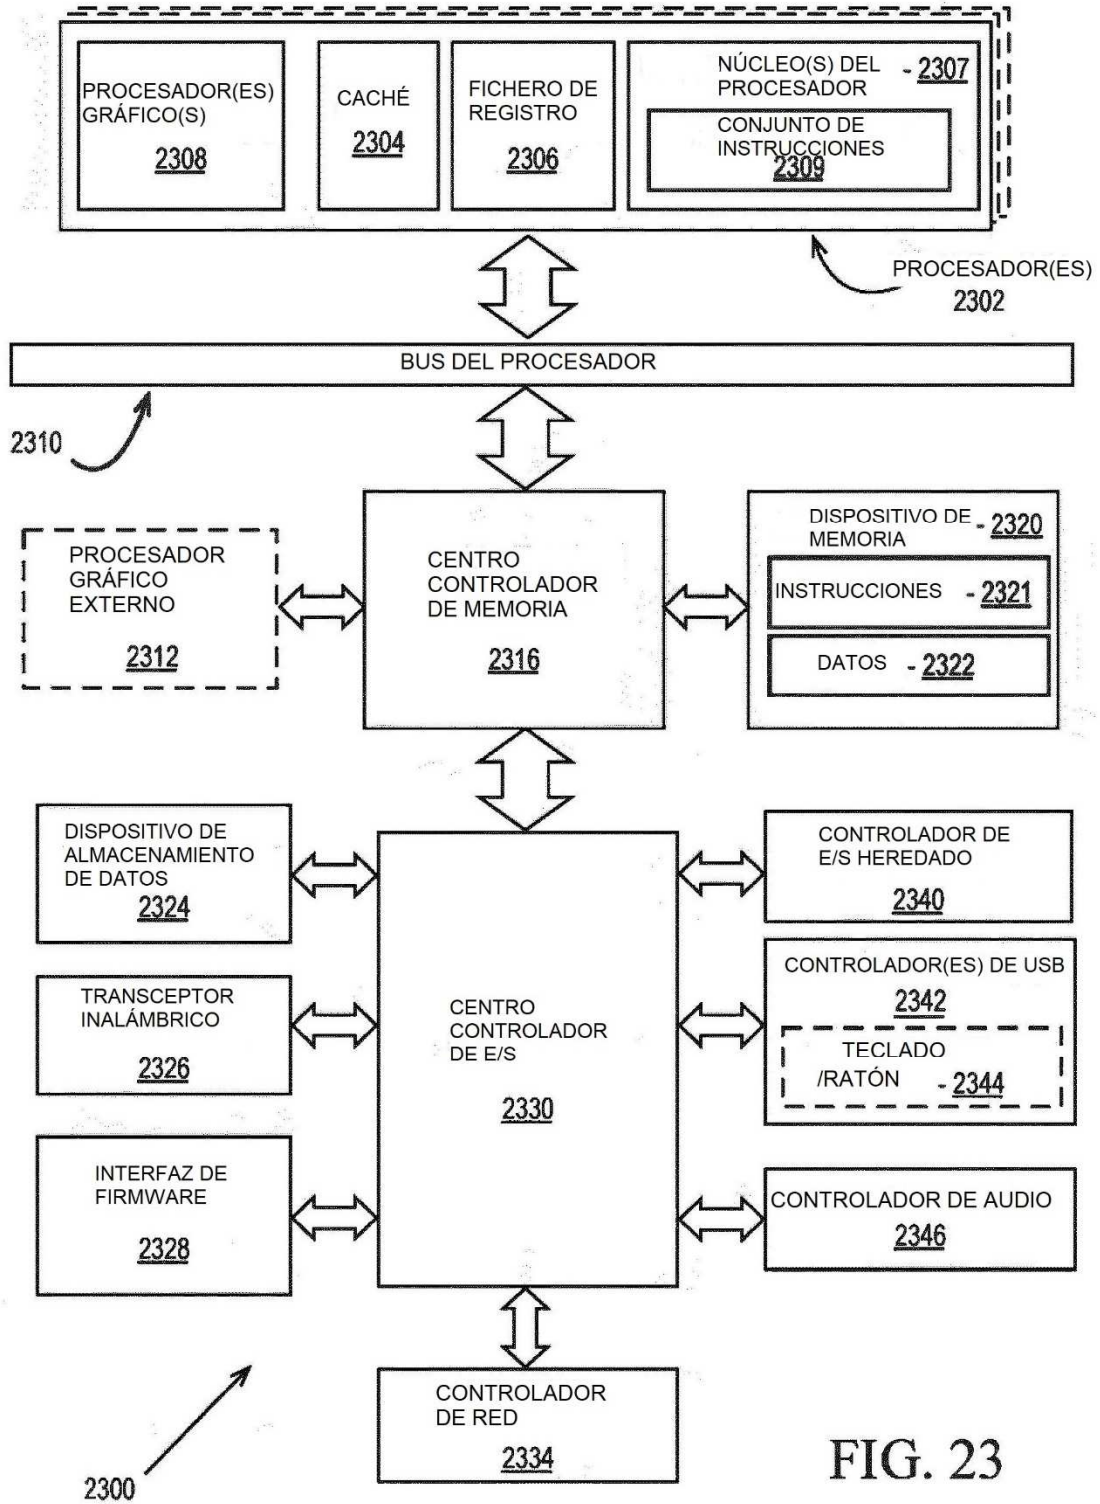 PROCESADOR(ES)
GRÁFICO(S)
2308
CACHÉ
2304
FICHERO DE
REGISTRO
2306
NÚCLEO(S) DEL
PROCESADOR
- 2307
CONJUNTO DE
INSTRUCCIONES
2309
PROCESADOR(ES)
2302
BUS DEL PROCESADOR
2310
PROCESADOR
GRÁFICO
EXTERNO
2312
CENTRO
CONTROLADOR
DE MEMORIA
2316
DISPOSITIVO DE
MEMORIA
- 2320
INSTRUCCIONES - 2321
DATOS - 2322
DISPOSITIVO DE
ALMACENAMIENTO
DE DATOS
2324
TRANSCEPTOR
INALÁMBRICO
2326
INTERFAZ DE
FIRMWARE
2328
CENTRO
CONTROLADOR
DE E/S
2330
CONTROLADOR DE
E/S HEREDADO
2340
CONTROLADOR(ES) DE USB
2342
TECLADO
/RATÓN - 2344
CONTROLADOR DE AUDIO
2346
CONTROLADOR
DE RED
2334
2300
FIG. 23